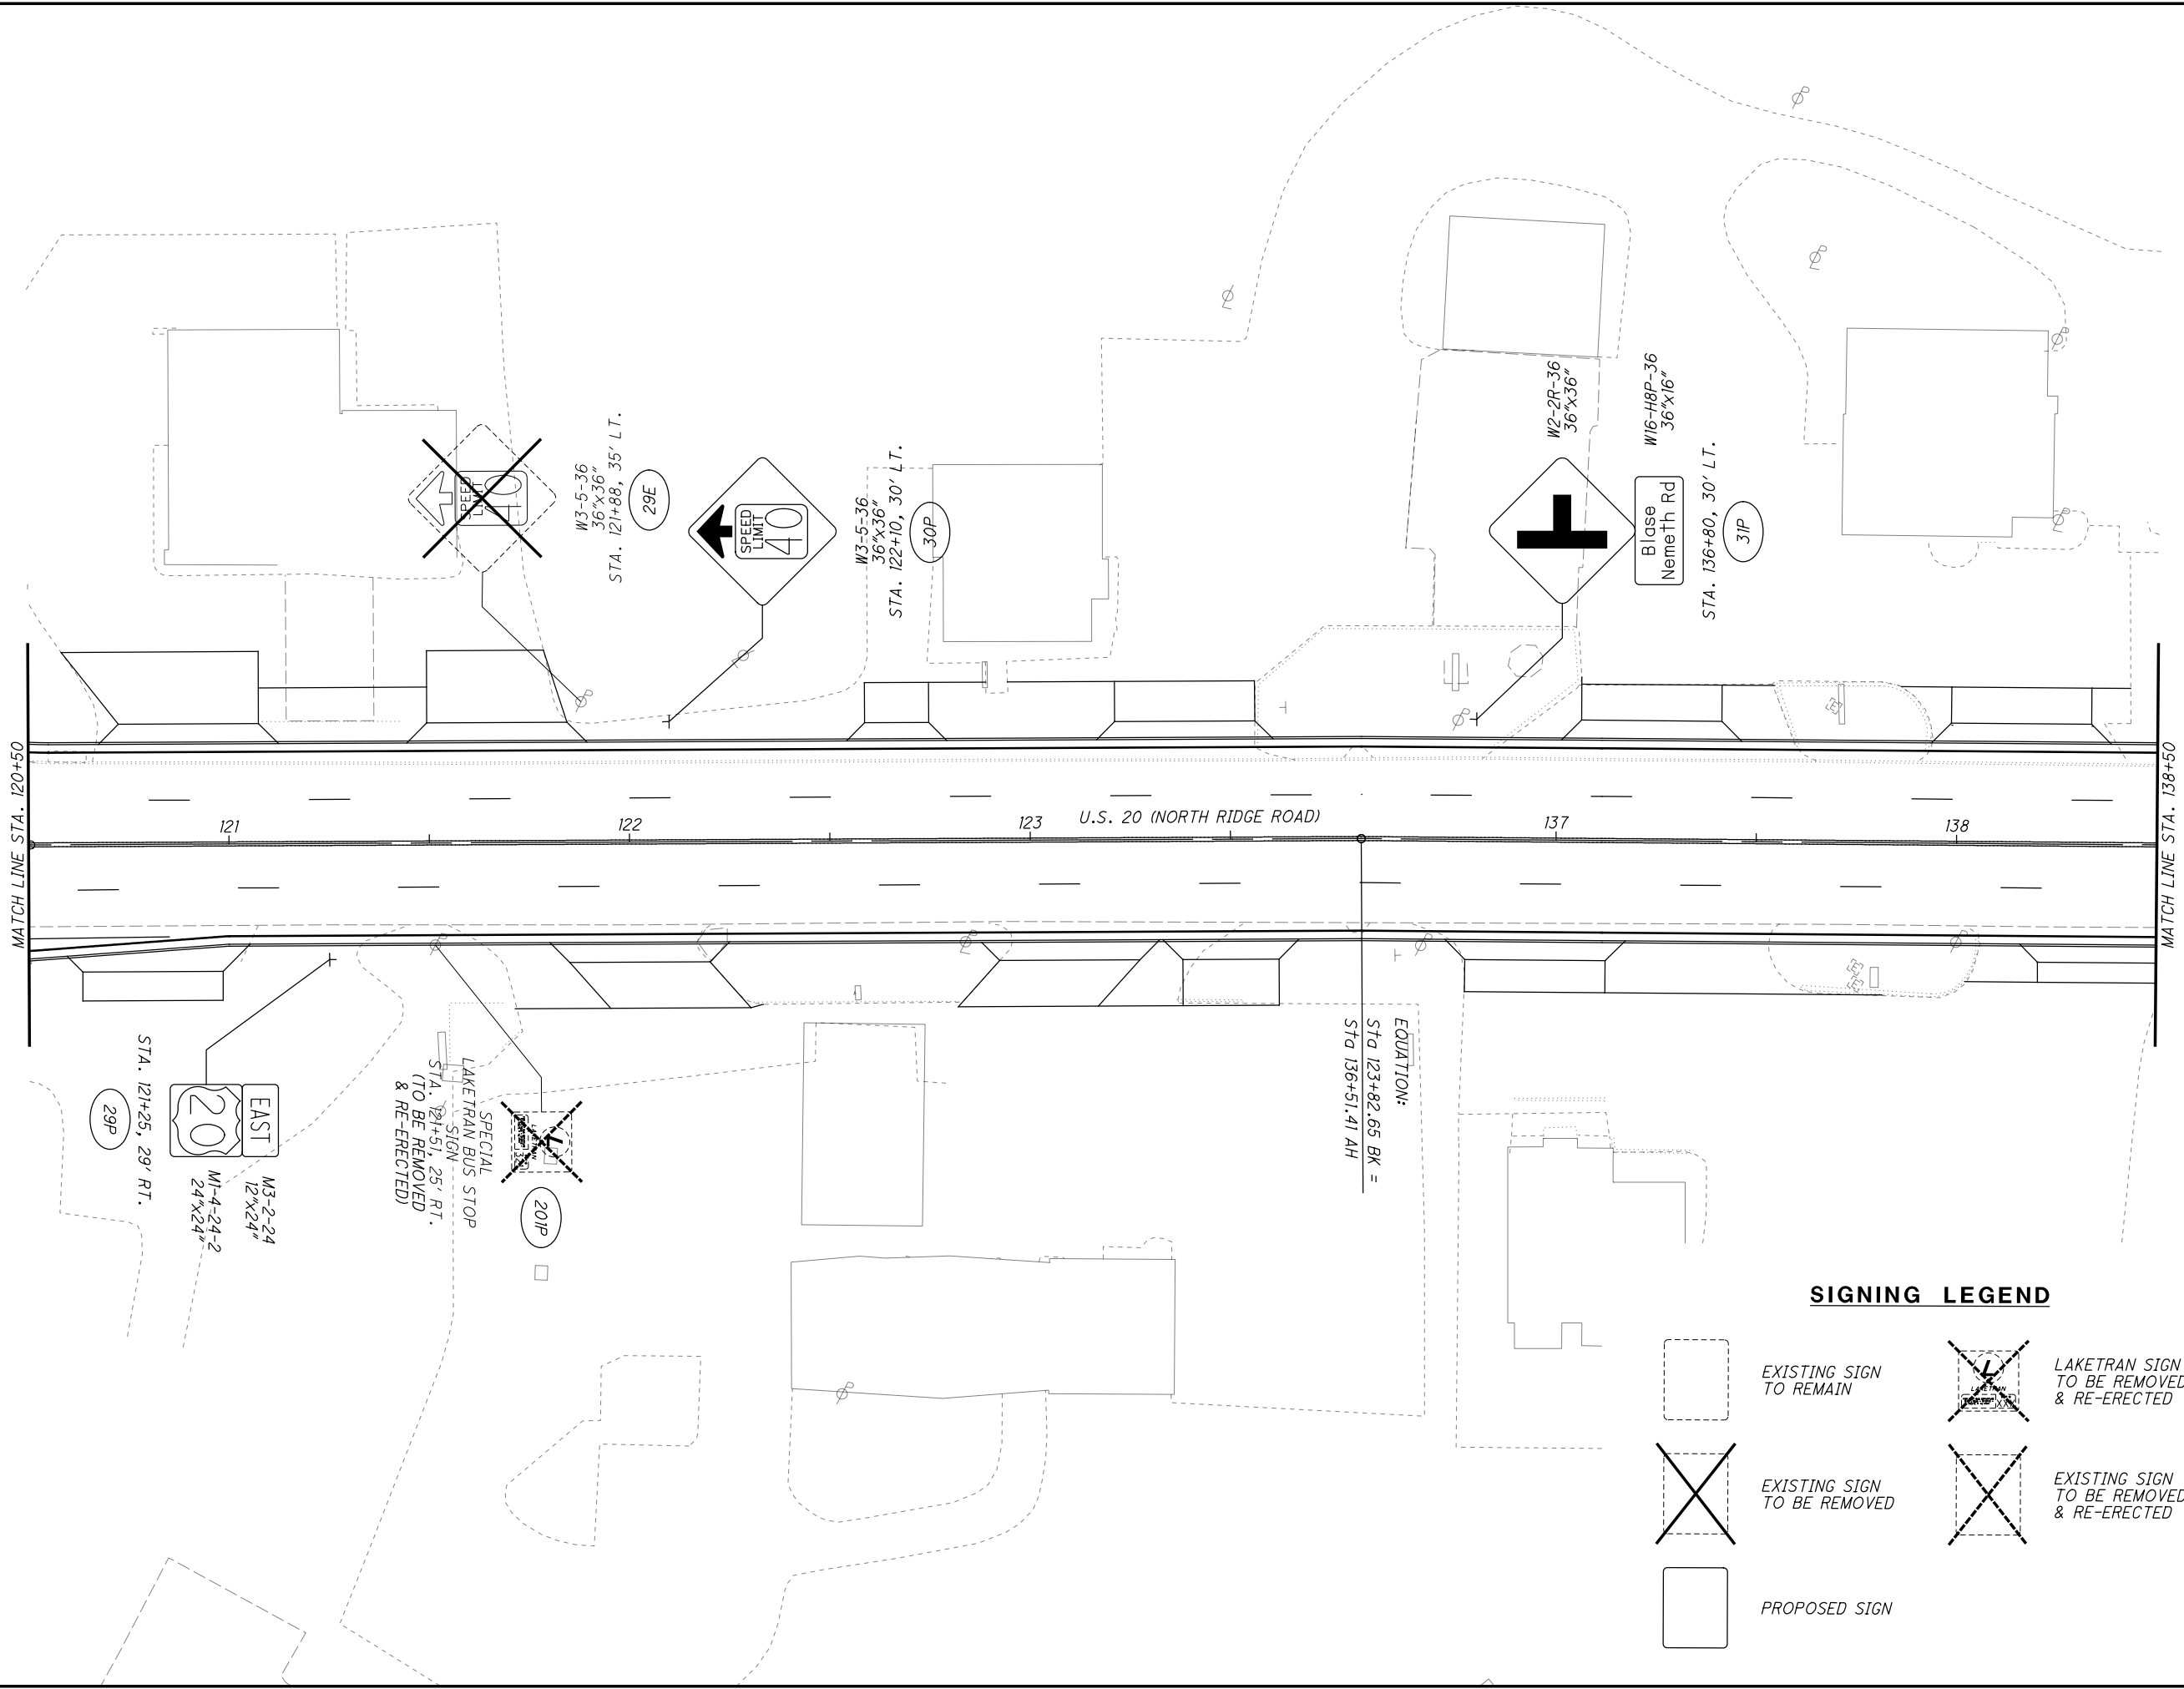 SPEED
LIMIT
40
W3-5-36
36"x36"
STA. 121+88, 35' LT.
29E
SPEED
LIMIT
40
W3-5-36
36"x36"
STA. 122+10, 30' LT.
30P
W2-2R-36
36"x36"
W16-H8P-36
36"x16"
Blase
Nemeth Rd
STA. 136+80, 30' LT.
31P
MATCH LINE STA. 120+50
121
122
123
U.S. 20 (NORTH RIDGE ROAD)
137
138
MATCH LINE STA. 138+50
EAST
20
M3-2-24
12"x24"
M1-4-24-2
24"x24"
STA. 121+25, 29' RT.
29P
SPECIAL
LAKETRAN BUS STOP
SIGN
STA. 121+51, 25' RT.
(TO BE REMOVED
& RE-ERECTED)
LAKETRAN
201P
EQUATION:
Sta 123+82.65 BK =
Sta 136+51.41 AH
SIGNING LEGEND
EXISTING SIGN
TO REMAIN
LAKETRAN
LAKETRAN SIGN
TO BE REMOVED
& RE-ERECTED
EXISTING SIGN
TO BE REMOVED
EXISTING SIGN
TO BE REMOVED
& RE-ERECTED
PROPOSED SIGN